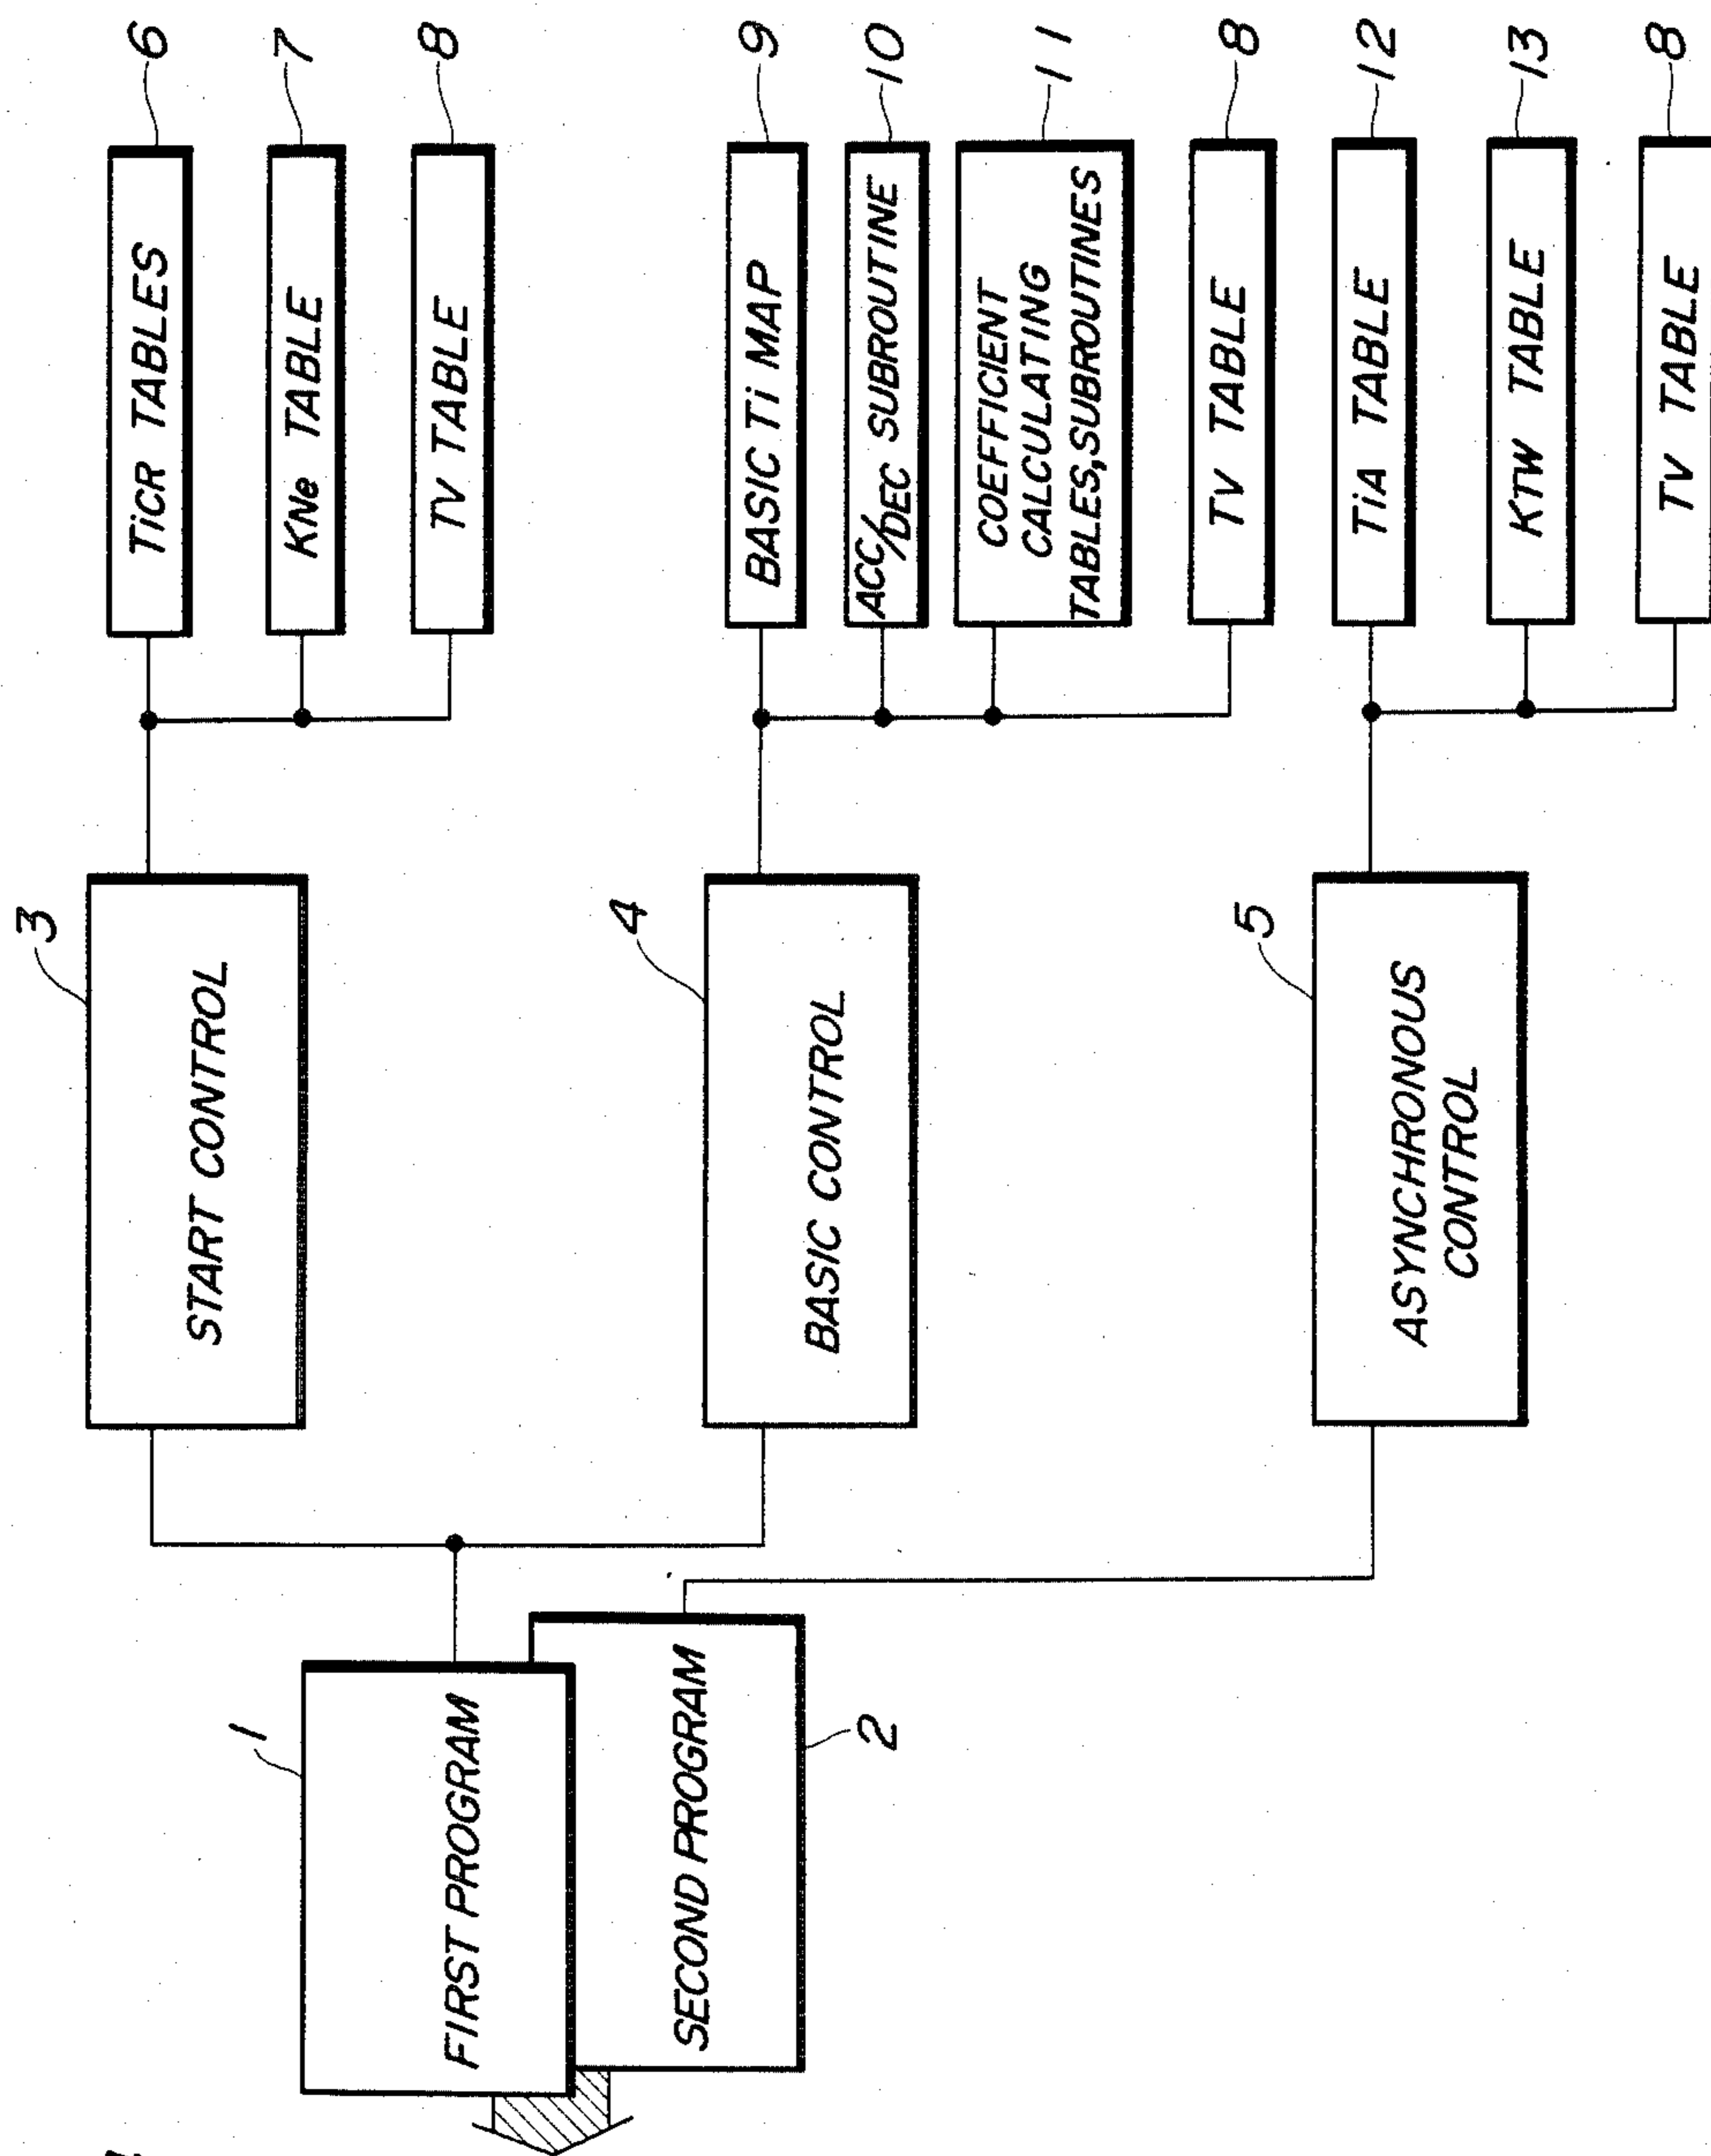 1
FIRST PROGRAM
SECOND PROGRAM
2
3
START CONTROL
4
BASIC CONTROL
5
ASYNCHRONOUS
CONTROL
TiCR TABLES
6
KNe TABLE
7
TV TABLE
8
BASIC Ti MAP
9
ACC/DEC SUBROUTINE
10
COEFFICIENT
CALCULATING
TABLES,SUBROUTINES
11
TV TABLE
8
TiA TABLE
12
KTW TABLE
13
TV TABLE
8